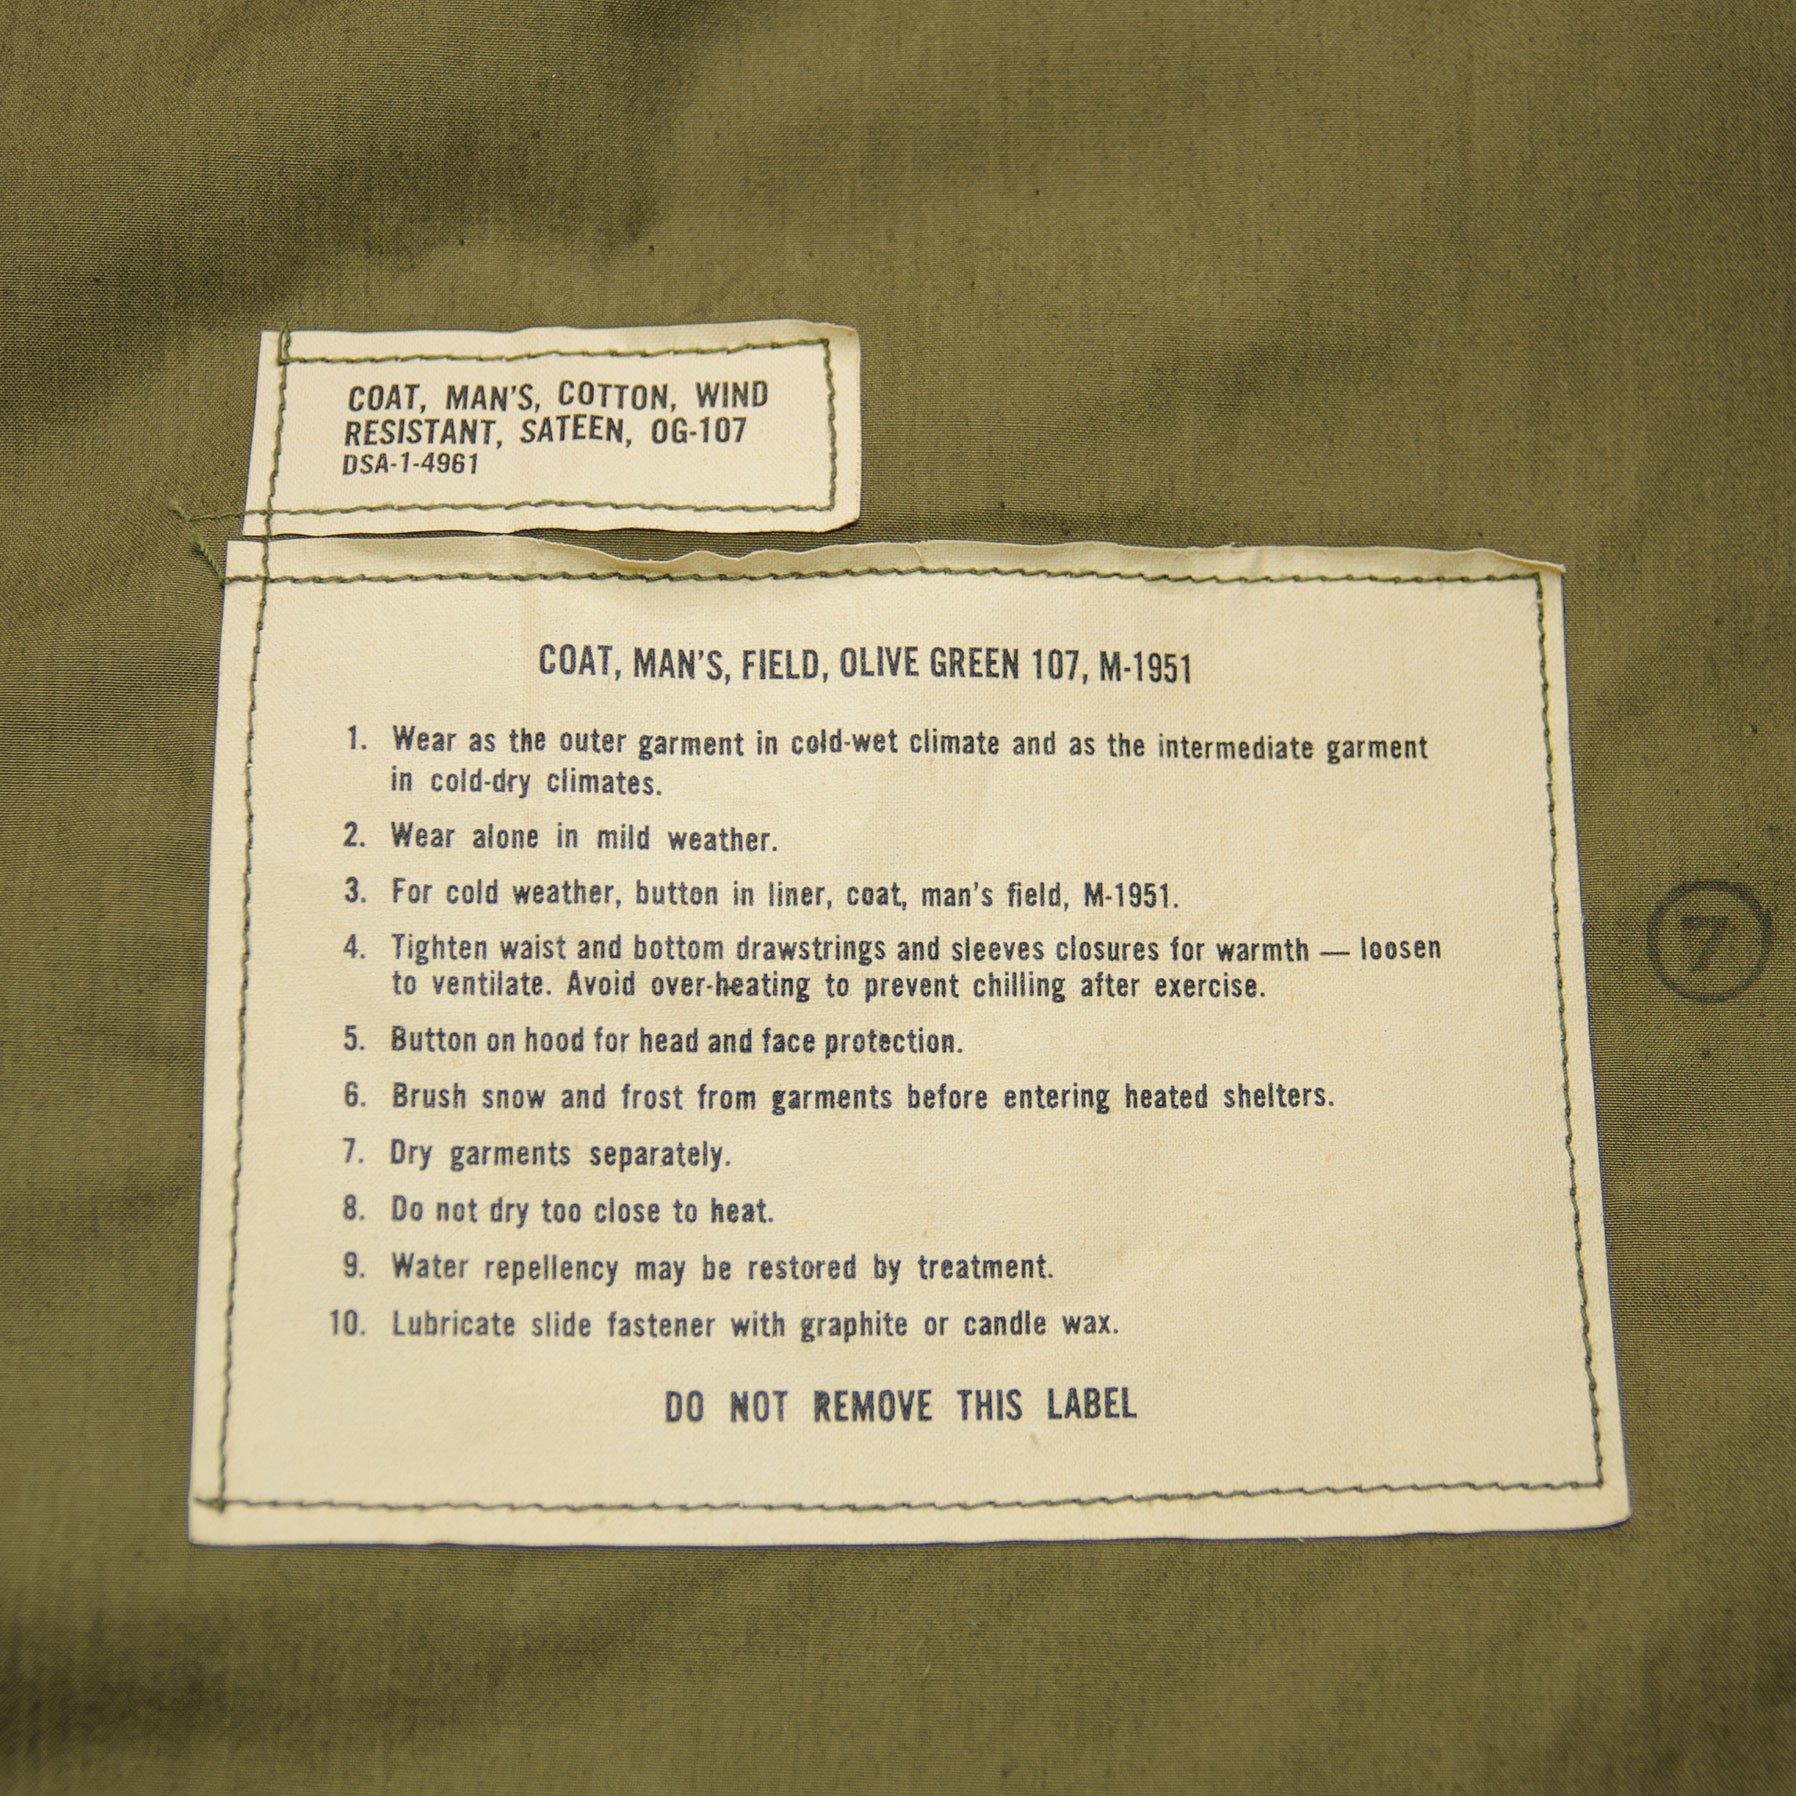 COAT, MAN'S, COTTON, WIND
RESISTANT, SATEEN, OG-107
DSA-1-4961
COAT, MAN'S, FIELD, OLIVE GREEN 107, M-1951
1. Wear as the outer garment in cold-wet climate and as the intermediate garment
in cold-dry climates.
2. Wear alone in mild weather.
3. For cold weather, button in liner, coat, man's field, M-1951.
4. Tighten waist and bottom drawstrings and sleeves closures for warmth — loosen
to ventilate. Avoid over-heating to prevent chilling after exercise.
5. Button on hood for head and face protection.
6. Brush snow and frost from garments before entering heated shelters.
7. Dry garments separately.
8. Do not dry too close to heat.
9. Water repellency may be restored by treatment.
10. Lubricate slide fastener with graphite or candle wax.
DO NOT REMOVE THIS LABEL
7